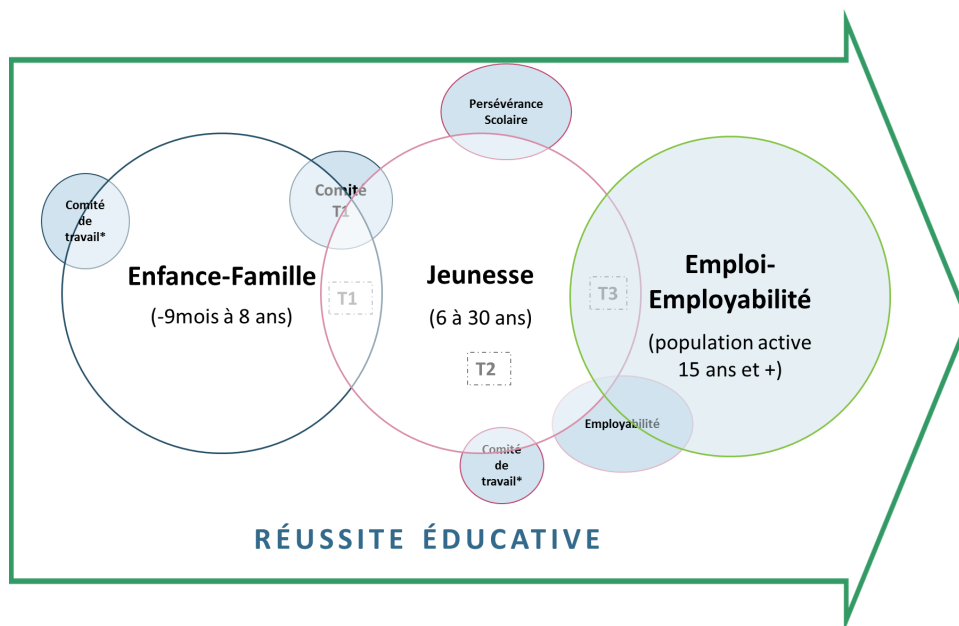 Persévérance
Scolaire
Comité
de
travail*
Comité
T1
Enfance-Famille
(-9mois à 8 ans)
T1
Jeunesse
(6 à 30 ans)
T2
T3
Emploi-
Employabilité
(population active
15 ans et +)
Employabilité
Comité
de
travail*
RÉUSSITE ÉDUCATIVE